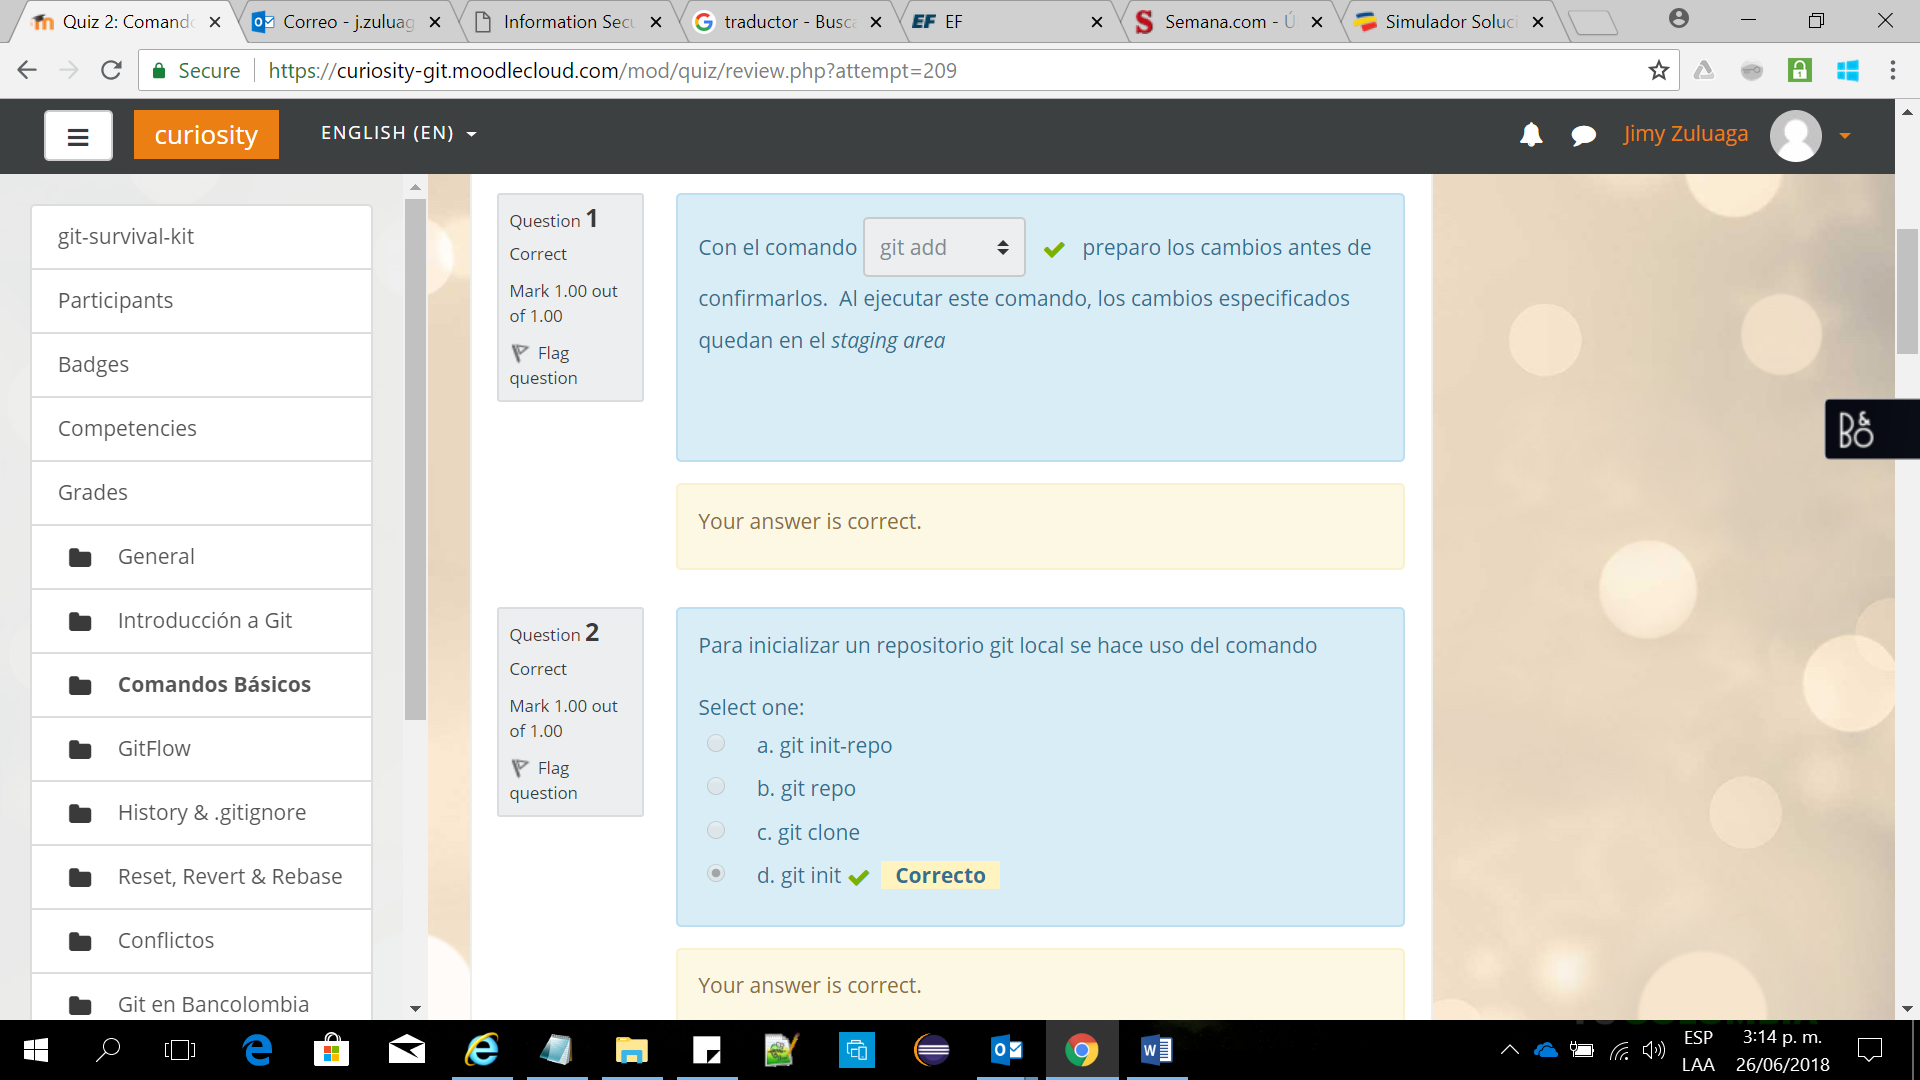 Quiz 2: Comando
Correo - j.zuluag
Information Secu
traductor - Busca
EF EF
Semana.com - Ú
Simulador Soluci
Secure https://curiosity-git.moodlecloud.com/mod/quiz/review.php?attempt=209
curiosity
ENGLISH (EN)
Jimy Zuluaga
git-survival-kit
Participants
Badges
Competencies
Grades
General
Introducción a Git
Comandos Básicos
GitFlow
History & .gitignore
Reset, Revert & Rebase
Conflictos
Git en Bancolombia
Question 1
Correct
Mark 1.00 out
of 1.00
Flag
question
Con el comando git add preparo los cambios antes de
confirmarlos. Al ejecutar este comando, los cambios especificados
quedan en el staging area
Your answer is correct.
Question 2
Correct
Mark 1.00 out
of 1.00
Flag
question
Para inicializar un repositorio git local se hace uso del comando
Select one:
a. git init-repo
b. git repo
c. git clone
d. git init Correcto
Your answer is correct.
B&O
ESP
LAA
3:14 p. m.
26/06/2018